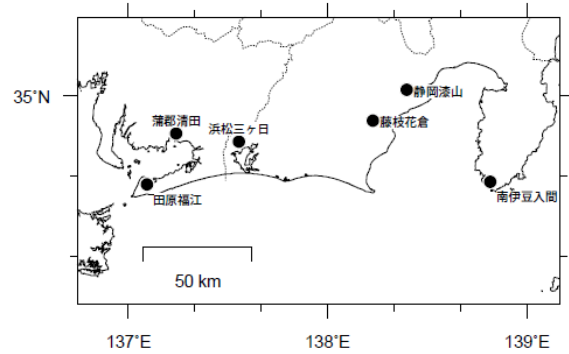 35˚N
静岡漆山
藤枝花倉
蒲郡清田
浜松三ヶ日
田原福江
南伊豆入間
50 km
137˚E
138˚E
139˚E